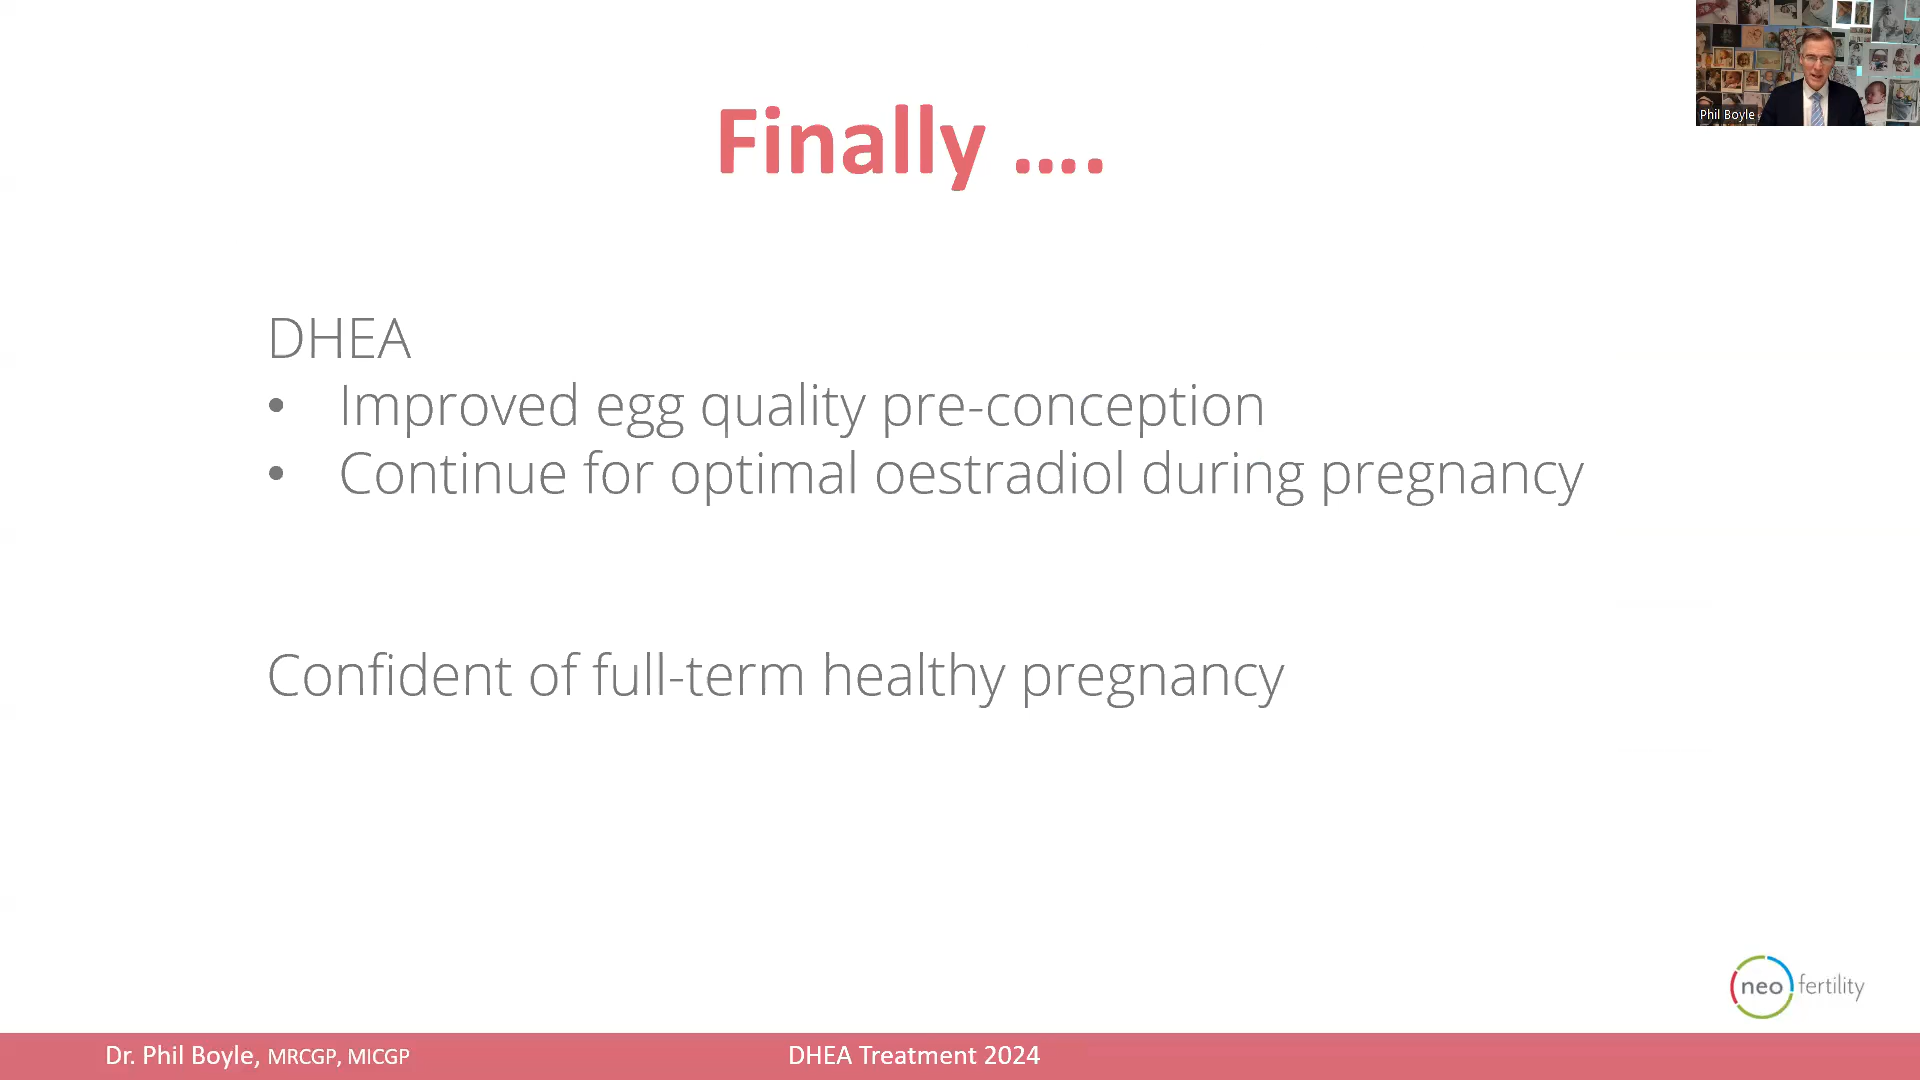 Phil Boyle
Finally ....
DHEA
• Improved egg quality pre-conception
• Continue for optimal oestradiol during pregnancy
Confident of full-term healthy pregnancy
neo fertility
Dr. Phil Boyle, MRCGP, MICGP
DHEA Treatment 2024